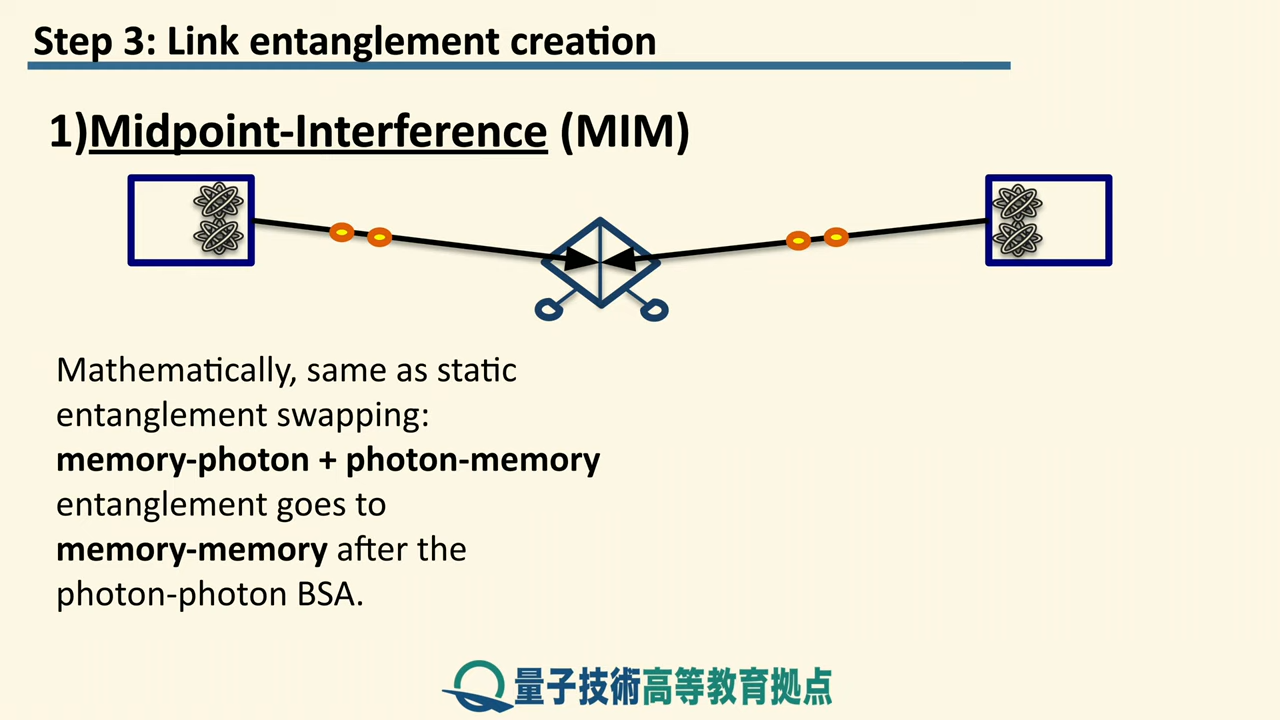 Step 3: Link entanglement creation
1)Midpoint-Interference (MIM)
Mathematically, same as static
entanglement swapping:
memory-photon + photon-memory
entanglement goes to
memory-memory after the
photon-photon BSA.
量子技術高等教育拠点